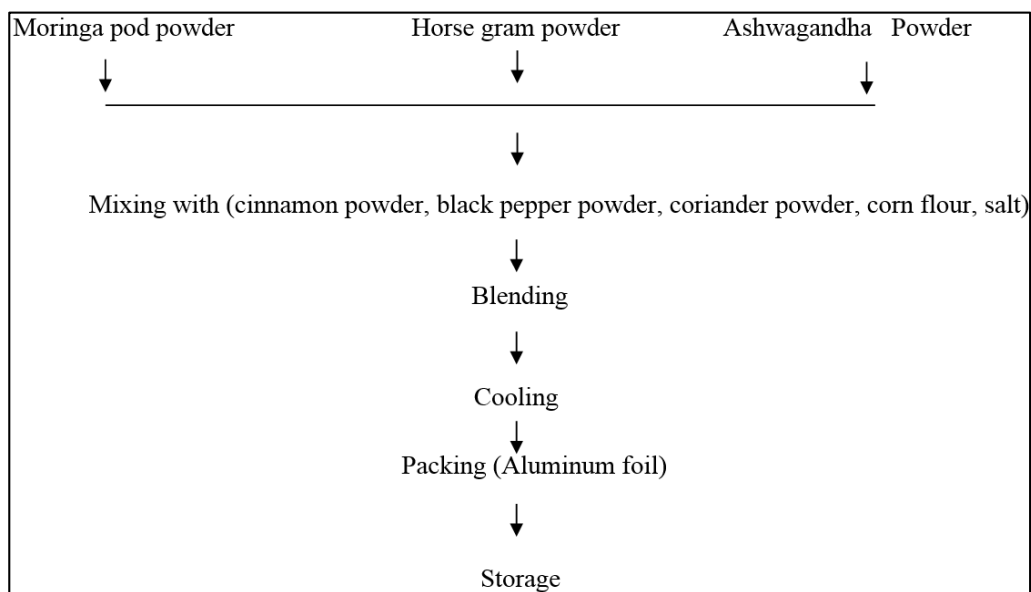 Moringa pod powder Horse gram powder Ashwagandha Powder
Mixing with (cinnamon powder, black pepper powder, coriander powder, corn flour, salt)
Blending
Cooling
Packing (Aluminum foil)
Storage